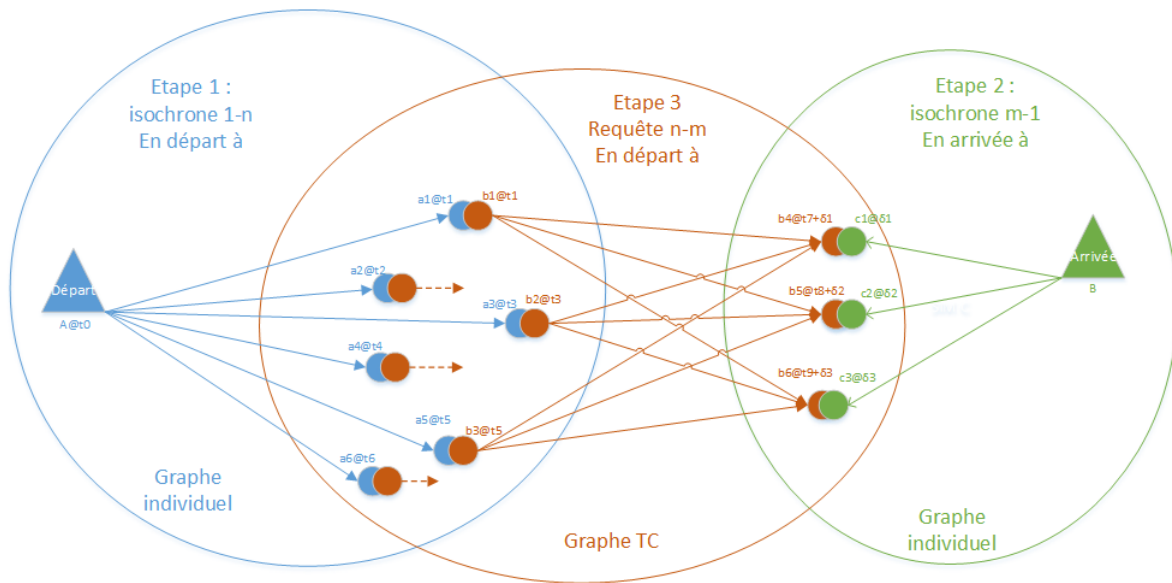 Etape 1 :
isochrone 1-n
En départ à
Etape 3
Requête n-m
En départ à
Etape 2 :
isochrone m-1
En arrivée à
a1@t1
b1@t1
b4@t7+δ1
c1@δ1
Départ
A@t0
a2@t2
a3@t3
b2@t3
b5@t8+δ2
c2@δ2
Arrivée
B
a4@t4
b6@t9+δ3
c3@δ3
a5@t5
b3@t5
a6@t6
Graphe
individuel
Graphe TC
Graphe
individuel